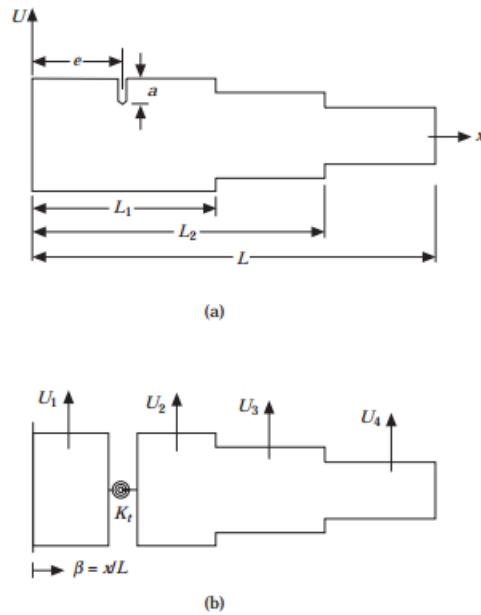 U
e
a
x
L₁
L₂
L
(a)
U₁
U₂
U₃
U₄
Kₜ
β = x/L
(b)